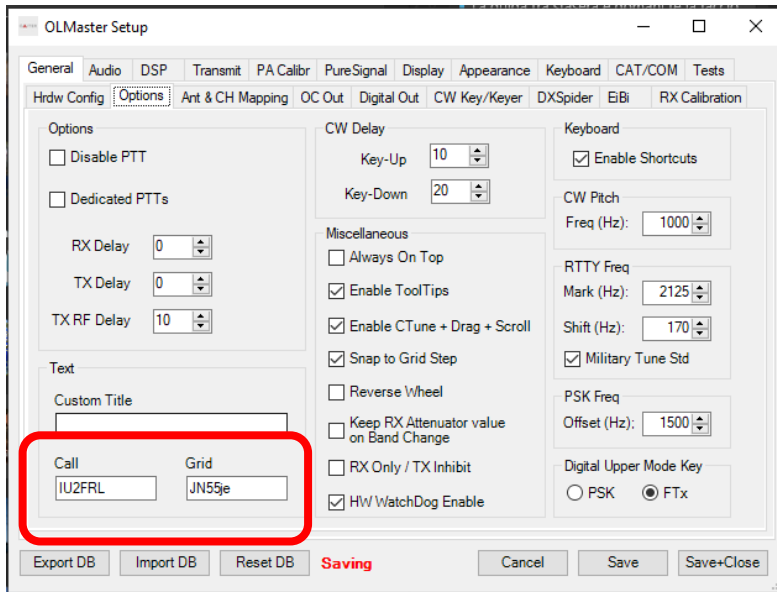 OLMaster Setup
General Audio DSP Transmit PA Calibr PureSignal Display Appearance Keyboard CAT/COM Tests
Hrdw Config Options Ant & CH Mapping OC Out Digital Out CW Key/Keyer DXSpider EiBi RX Calibration
Options
Disable PTT
Dedicated PTTs
RX Delay 0
TX Delay 0
TX RF Delay 10
Text
Custom Title
Call Grid
IU2FRL JN55je
CW Delay
Key-Up 10
Key-Down 20
Miscellaneous
Always On Top
Enable ToolTips
Enable CTune + Drag + Scroll
Snap to Grid Step
Reverse Wheel
Keep RX Attenuator value
on Band Change
RX Only / TX Inhibit
HW WatchDog Enable
Keyboard
Enable Shortcuts
CW Pitch
Freq (Hz): 1000
RTTY Freq
Mark (Hz): 2125
Shift (Hz): 170
Military Tune Std
PSK Freq
Offset (Hz); 1500
Digital Upper Mode Key
PSK FTx
Export DB Import DB Reset DB Saving Cancel Save Save+Close